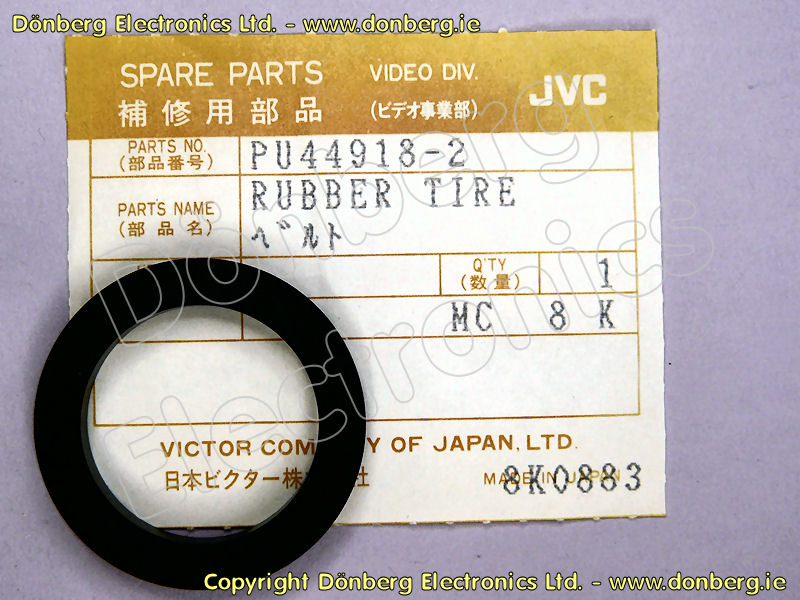 Dönberg Electronics Ltd. - www.donberg.ie
SPARE PARTS VIDEO DIV. JVC
補修用部品 (ビデオ事業部)
PARTS NO. PU44918-2
(部品番号)
RUBBER TIRE
PARTS NAME
(部品名) ベルト
Q'TY 1
(数量)
MC 8 K
Donberg
Electronics
VICTOR COM Y OF JAPAN, LTD.
日本ビクター株 社 MADE IN JAPAN
8K0883
Copyright Dönberg Electronics Ltd. - www.donberg.ie